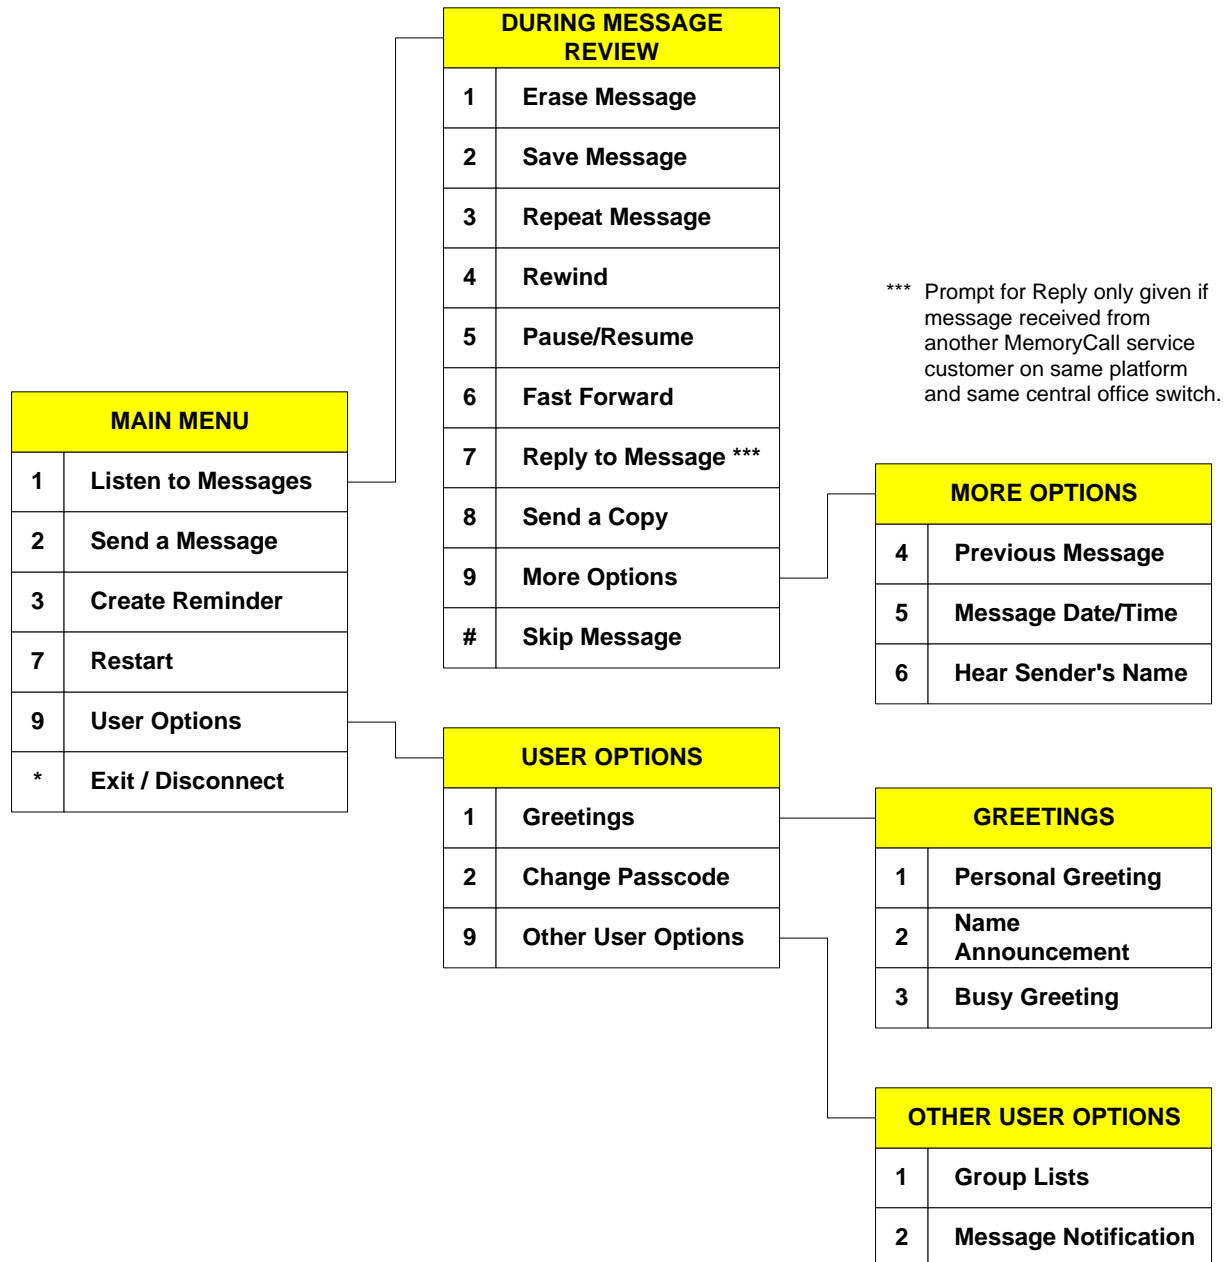 DURING MESSAGE
REVIEW
1 Erase Message
2 Save Message
3 Repeat Message
4 Rewind
5 Pause/Resume
6 Fast Forward
7 Reply to Message ***
8 Send a Copy
9 More Options
# Skip Message
*** Prompt for Reply only given if
message received from
another MemoryCall service
customer on same platform
and same central office switch.
MAIN MENU
1 Listen to Messages
2 Send a Message
3 Create Reminder
7 Restart
9 User Options
* Exit / Disconnect
MORE OPTIONS
4 Previous Message
5 Message Date/Time
6 Hear Sender's Name
USER OPTIONS
1 Greetings
2 Change Passcode
9 Other User Options
GREETINGS
1 Personal Greeting
2 Name
Announcement
3 Busy Greeting
OTHER USER OPTIONS
1 Group Lists
2 Message Notification